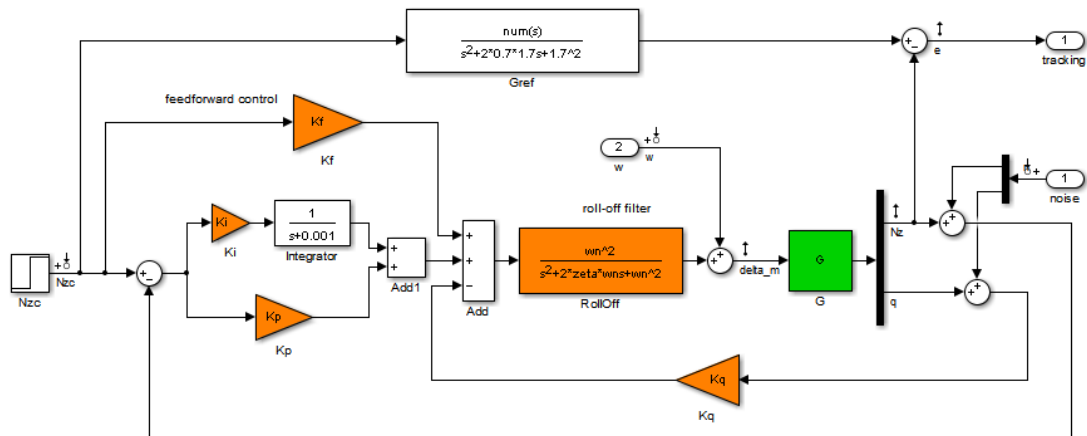 num(s)
s²+2*0.7*1.7s+1.7^2
Gref
+
−
e
1
tracking
feedforward control
Kf
Kf
2
w
+
w
+
1
noise
Ki
Ki
1
s+0.001
Integrator
+
+
Add1
+
+
−
Add
roll-off filter
wn^2
s²+2*zeta*wns+wn^2
RollOff
+
+
delta_m
G
G
Nz
+
+
q
+
+
Nzc
+
Nzc
+
−
Kp
Kp
Kq
Kq